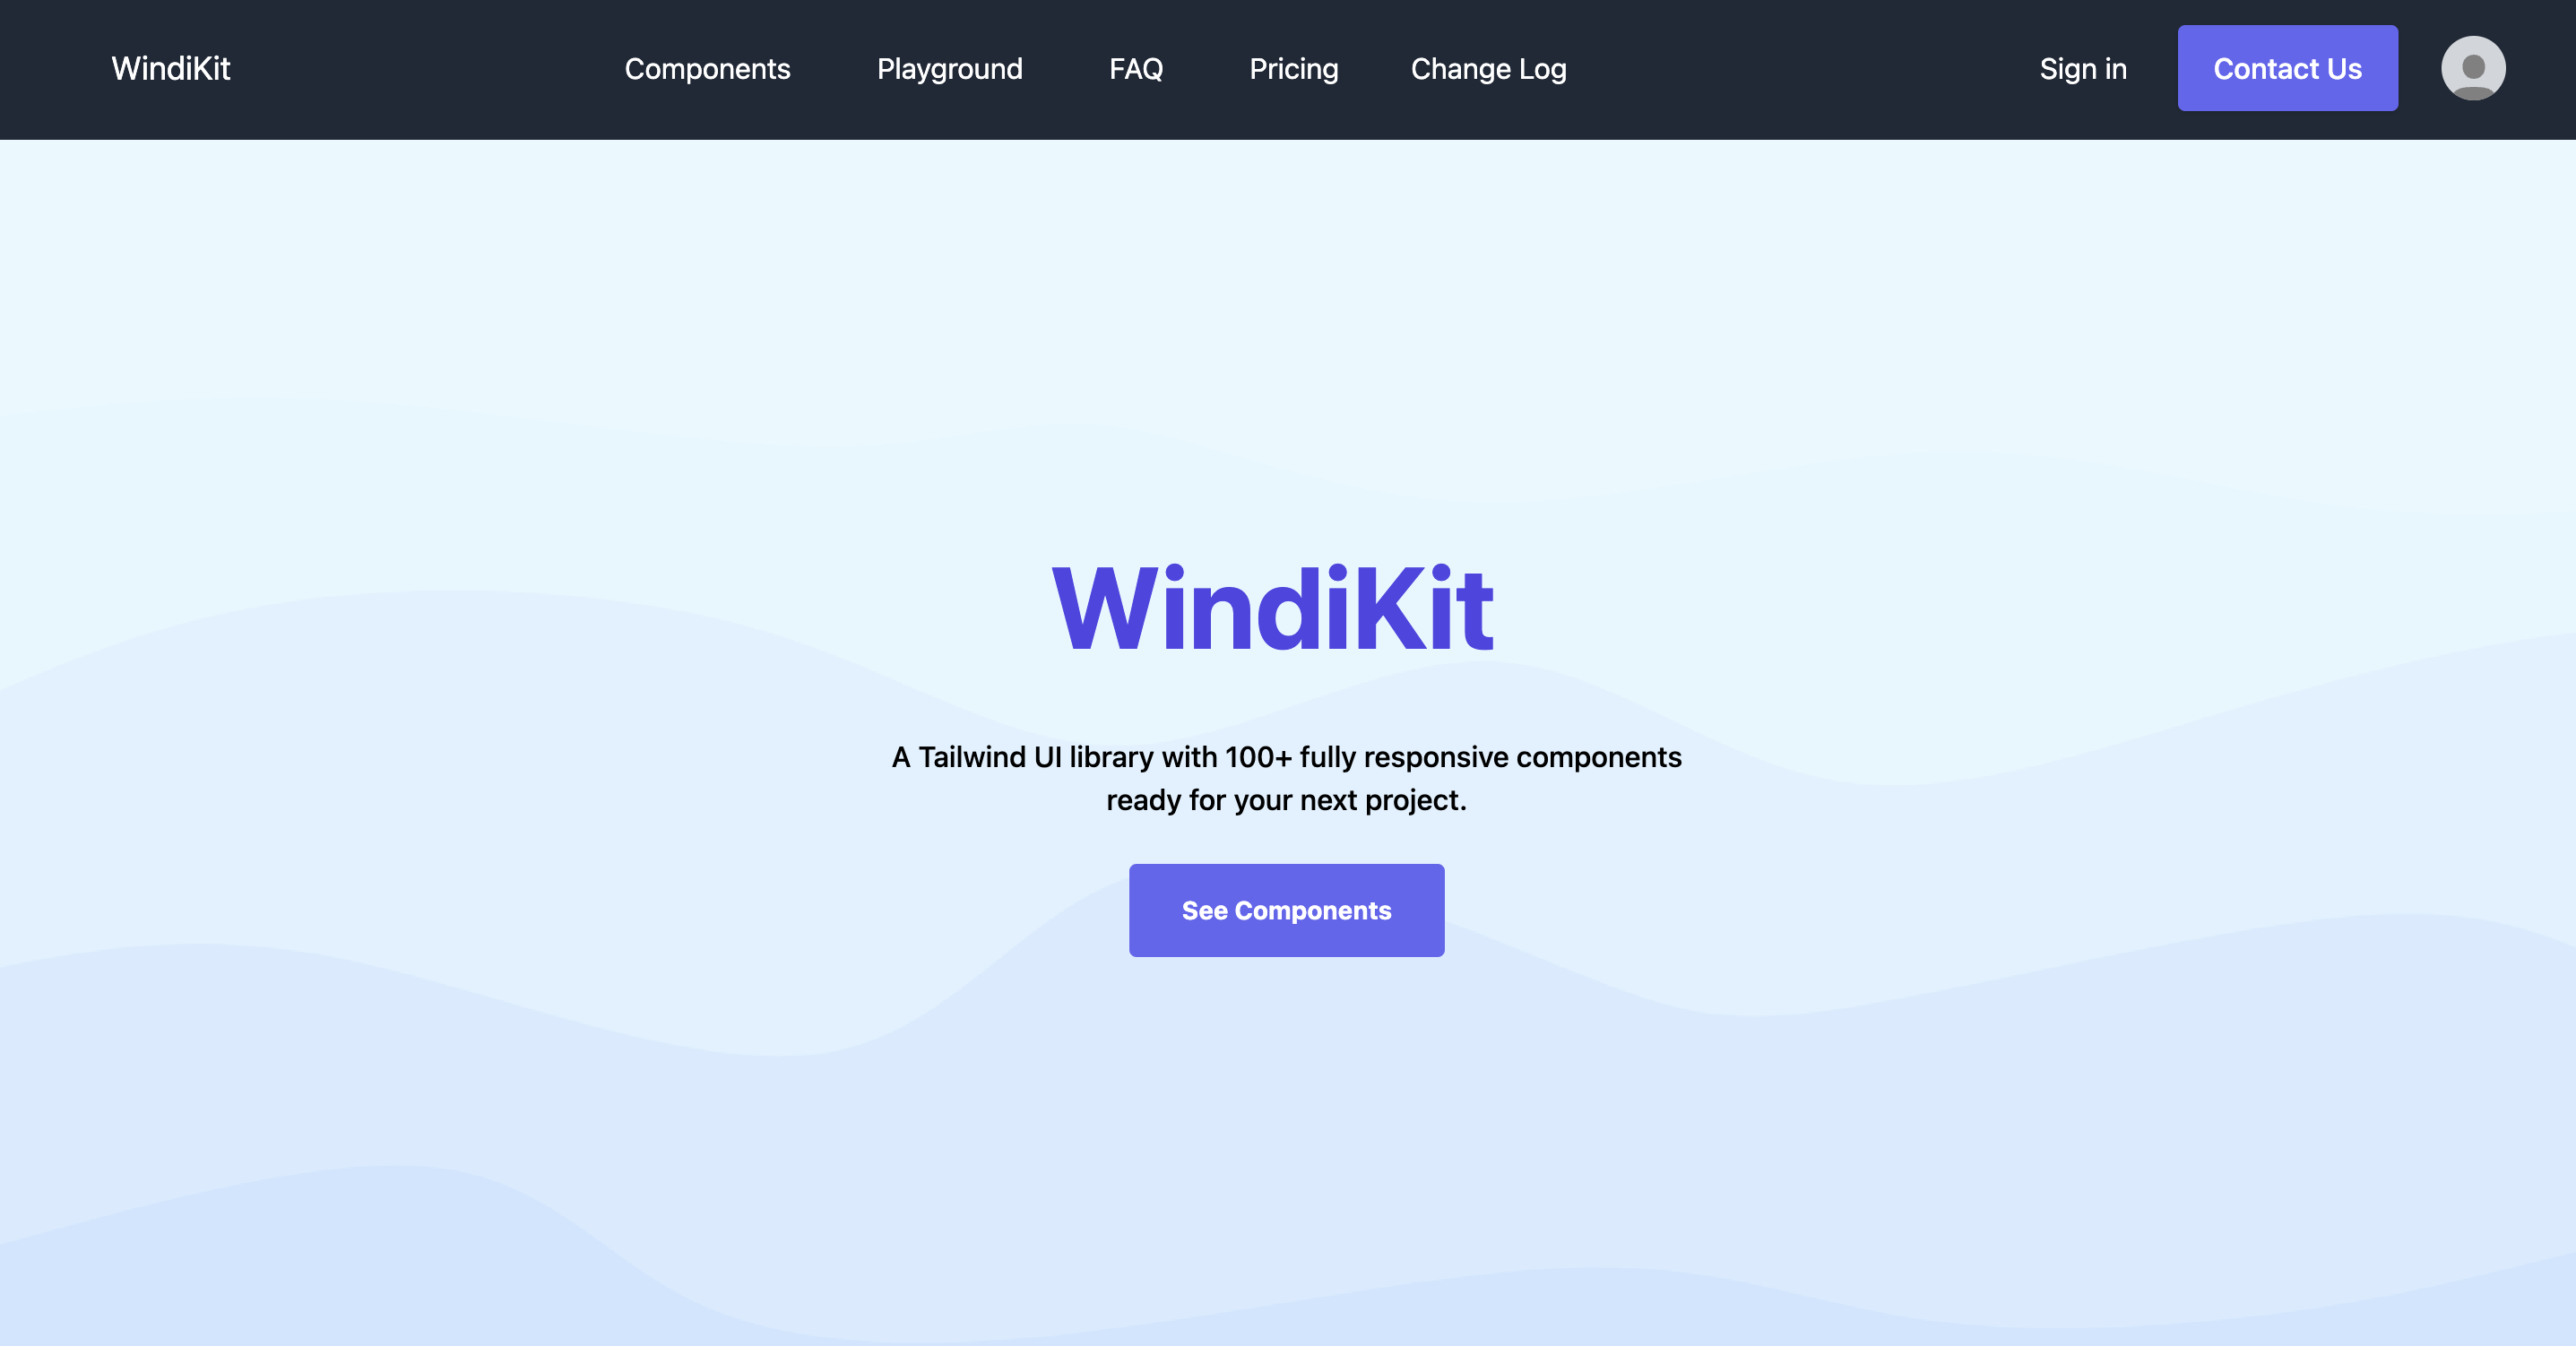 WindiKit Components Playground FAQ Pricing Change Log Sign in Contact Us
WindiKit
A Tailwind UI library with 100+ fully responsive components
ready for your next project.
See Components